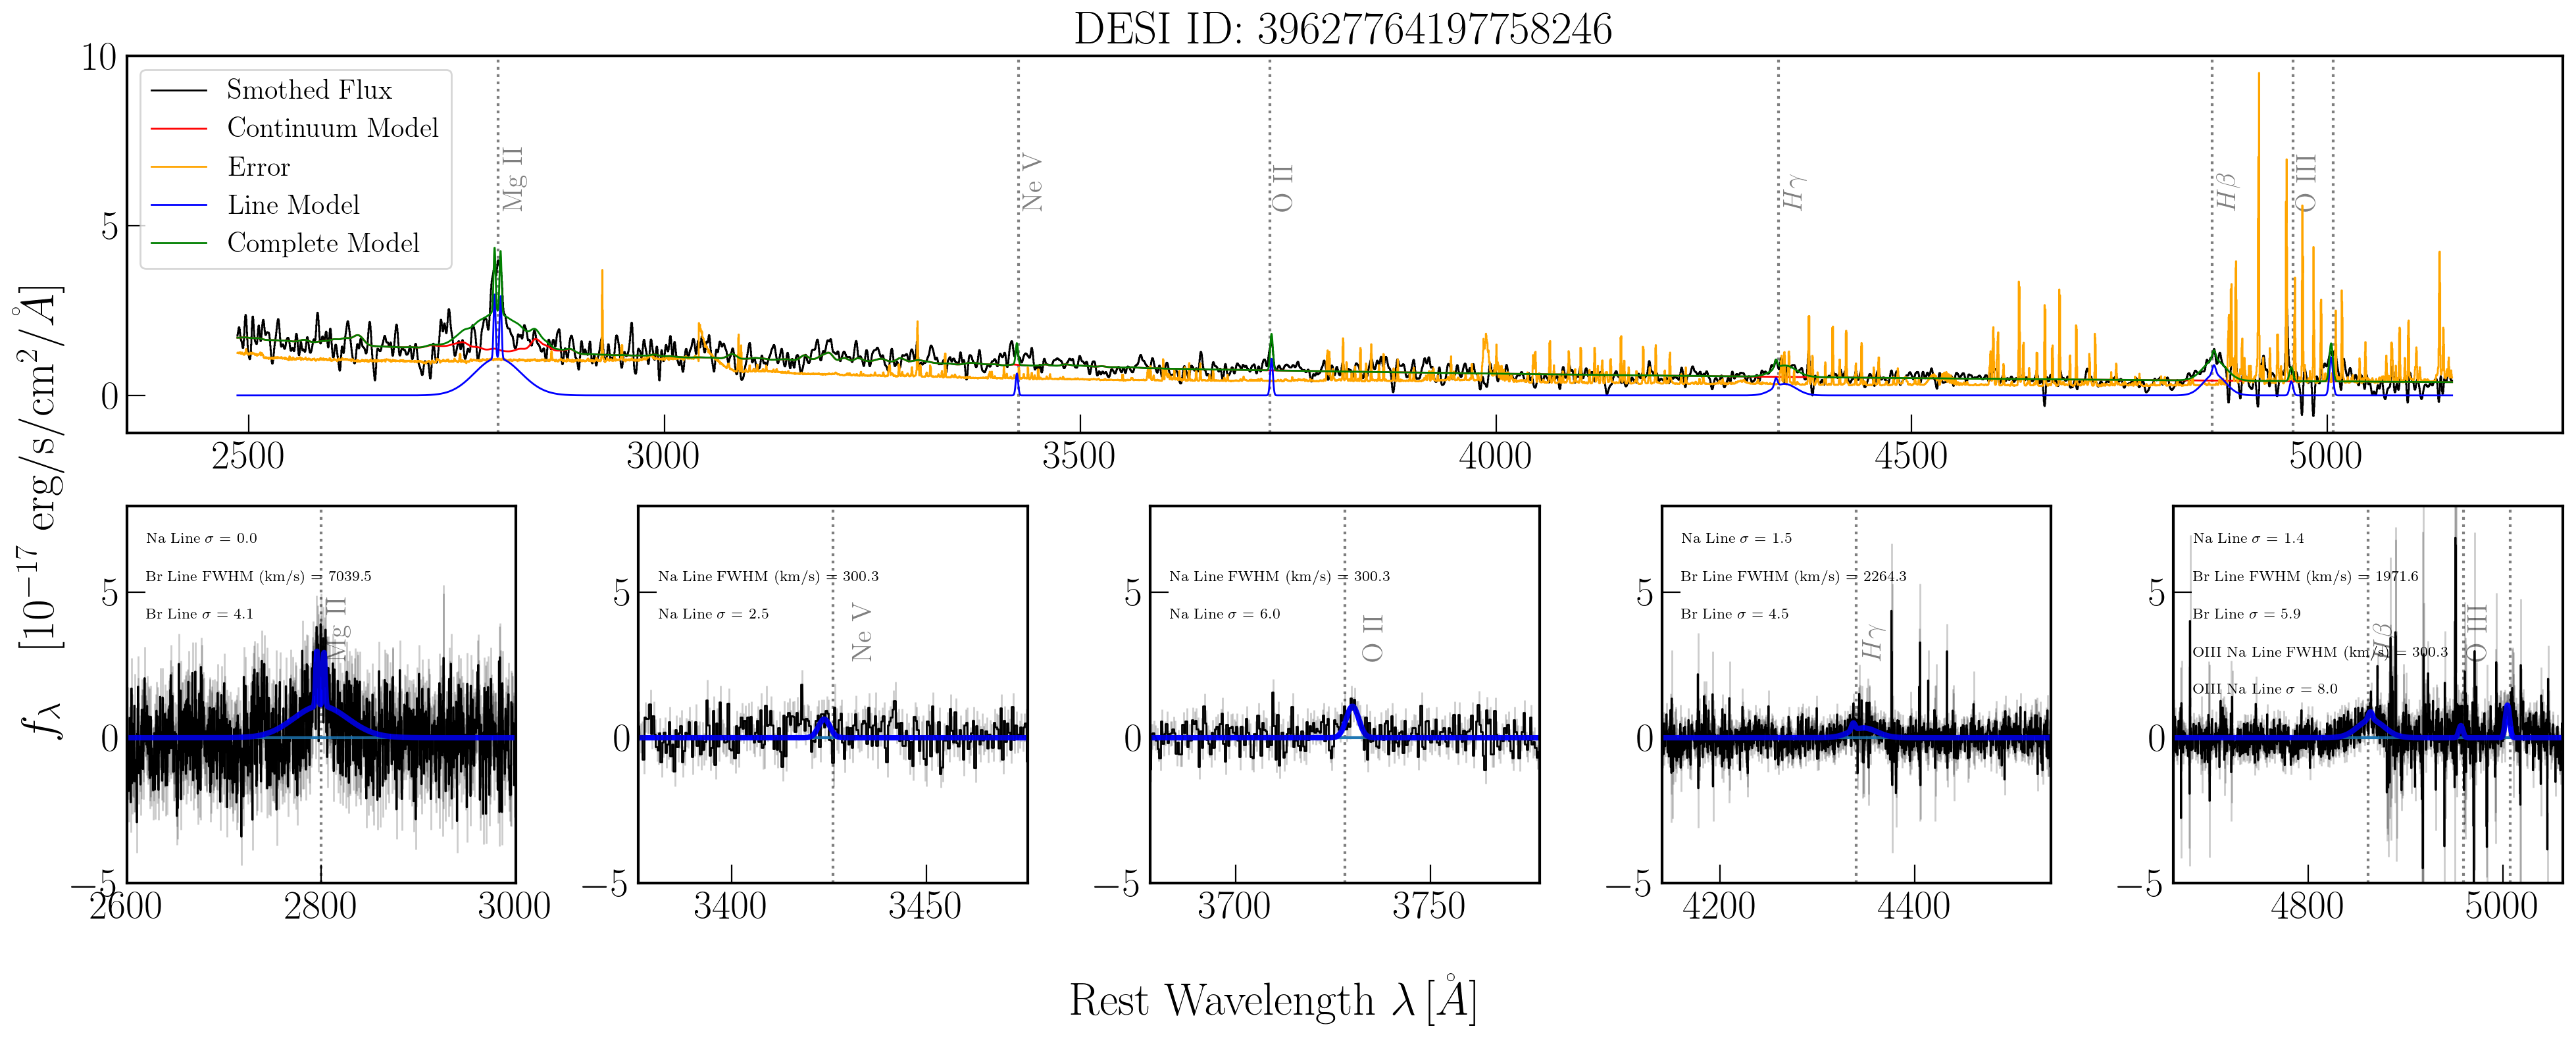 DESI ID: 39627764197758246
10
5
0
Smothed Flux
Continuum Model
Error
Line Model
Complete Model
Mg II
Ne V
O II
Hγ
Hβ
O III
2500 3000 3500 4000 4500 5000
f_λ [10⁻¹⁷ erg/s/cm²/Å]
5
0
−5
Na Line σ = 0.0
Br Line FWHM (km/s) = 7039.5
Br Line σ = 4.1
Mg II
2600 2800 3000
5
0
−5
Na Line FWHM (km/s) = 300.3
Na Line σ = 2.5
Ne V
3400 3450
5
0
−5
Na Line FWHM (km/s) = 300.3
Na Line σ = 6.0
O II
3700 3750
5
0
−5
Na Line σ = 1.5
Br Line FWHM (km/s) = 2264.3
Br Line σ = 4.5
Hγ
4200 4400
5
0
−5
Na Line σ = 1.4
Br Line FWHM (km/s) = 1971.6
Br Line σ = 5.9
OIII Na Line FWHM (km/s) = 300.3
OIII Na Line σ = 8.0
Hβ
O III
4800 5000
Rest Wavelength λ [Å]